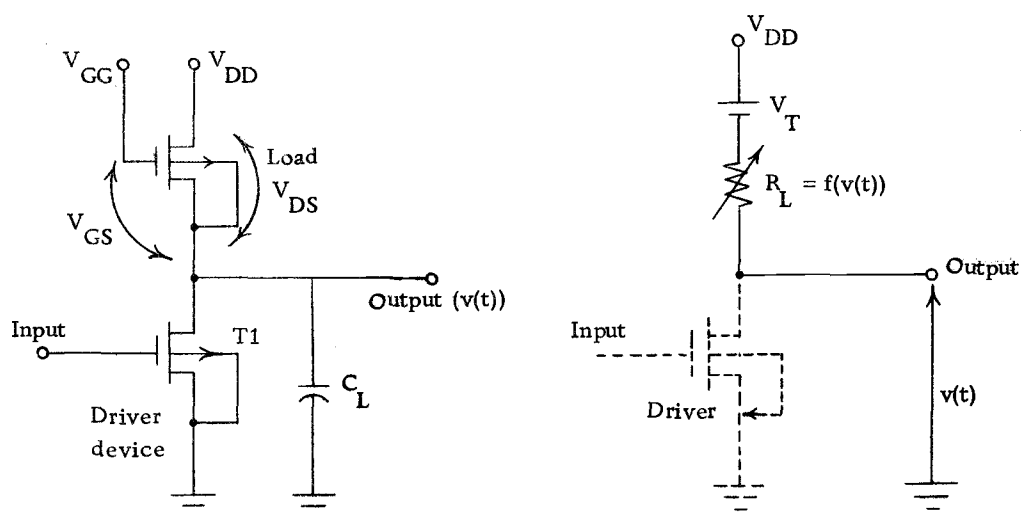 V_GG
V_DD
Load
V_DS
V_GS
Output (v(t))
Input
T1
C_L
Driver
device
V_DD
V_T
R_L = f(v(t))
Output
Input
Driver
v(t)